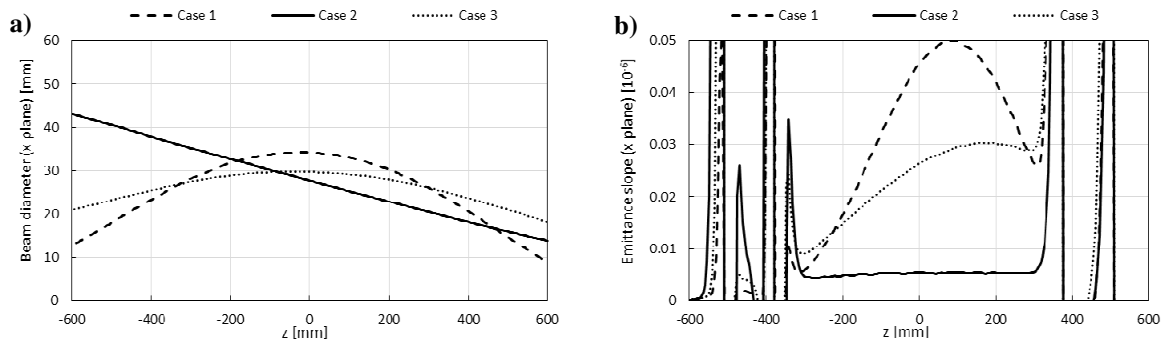 Case 1 Case 2 Case 3
a)
Beam diameter (x plane) [mm]
60
50
40
30
20
10
0
-600 -400 -200 0 200 400 600
z [mm]
Case 1 Case 2 Case 3
b)
Emittance slope (x plane) [10⁻⁶]
0.05
0.04
0.03
0.02
0.01
0
-600 -400 -200 0 200 400 600
z [mm]